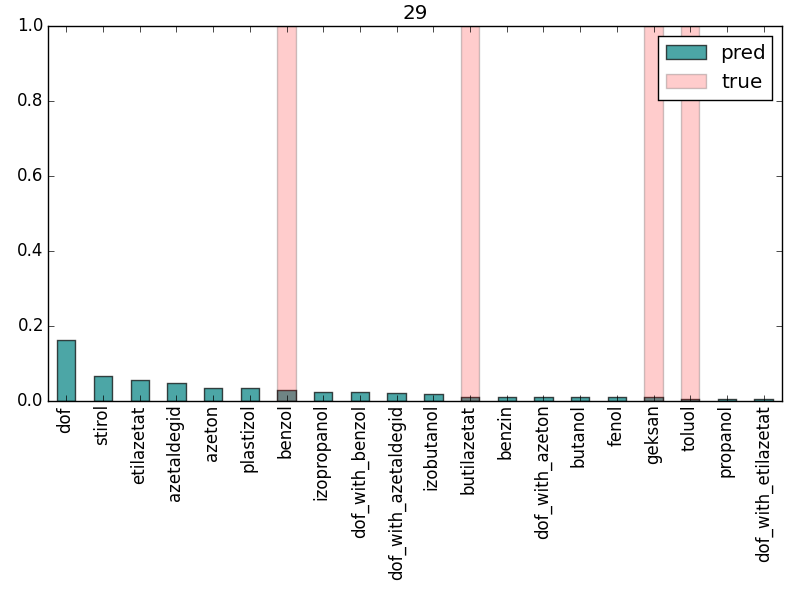 29
1.0
0.8
0.6
0.4
0.2
0.0
pred
true
dof
stirol
etilazetat
azetaldegid
azeton
plastizol
benzol
izopropanol
dof_with_benzol
dof_with_azetaldegid
izobutanol
butilazetat
benzin
dof_with_azeton
butanol
fenol
geksan
toluol
propanol
dof_with_etilazetat